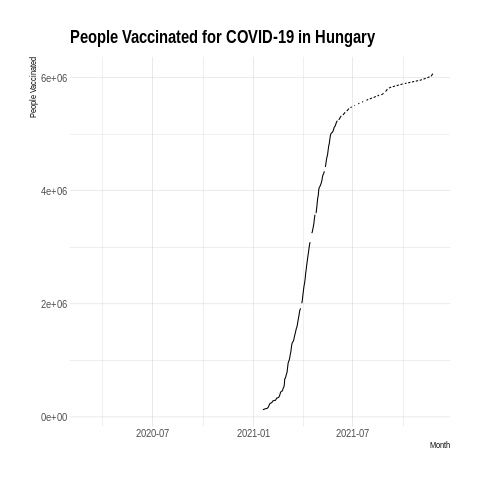 People Vaccinated for COVID-19 in Hungary
People Vaccinated
6e+06
4e+06
2e+06
0e+00
2020-07 2021-01 2021-07
Month